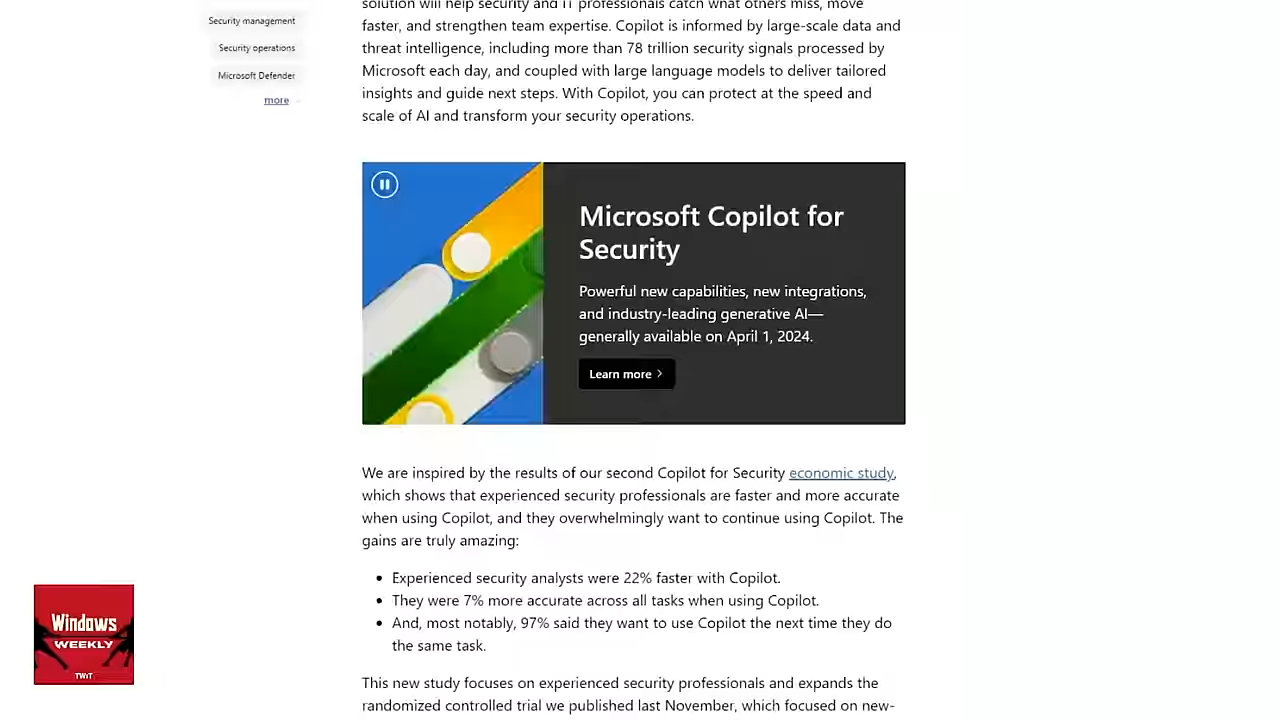 Security management
Security operations
Microsoft Defender
more
solution will help security and IT professionals catch what others miss, move
faster, and strengthen team expertise. Copilot is informed by large-scale data and
threat intelligence, including more than 78 trillion security signals processed by
Microsoft each day, and coupled with large language models to deliver tailored
insights and guide next steps. With Copilot, you can protect at the speed and
scale of AI and transform your security operations.
Microsoft Copilot for
Security
Powerful new capabilities, new integrations,
and industry-leading generative AI—
generally available on April 1, 2024.
Learn more
We are inspired by the results of our second Copilot for Security economic study,
which shows that experienced security professionals are faster and more accurate
when using Copilot, and they overwhelmingly want to continue using Copilot. The
gains are truly amazing:
• Experienced security analysts were 22% faster with Copilot.
• They were 7% more accurate across all tasks when using Copilot.
• And, most notably, 97% said they want to use Copilot the next time they do
the same task.
This new study focuses on experienced security professionals and expands the
randomized controlled trial we published last November, which focused on new-
Windows
WEEKLY
TWiT